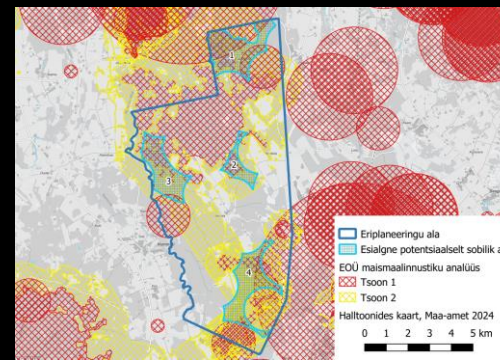 1
2
3
4
Eriplaneeringu ala
Esialgne potentsiaalselt sobilik a
EOÜ maismaalinnustiku analüüs
Tsoon 1
Tsoon 2
Halltoonides kaart, Maa-amet 2024
0 1 2 3 4 5 km